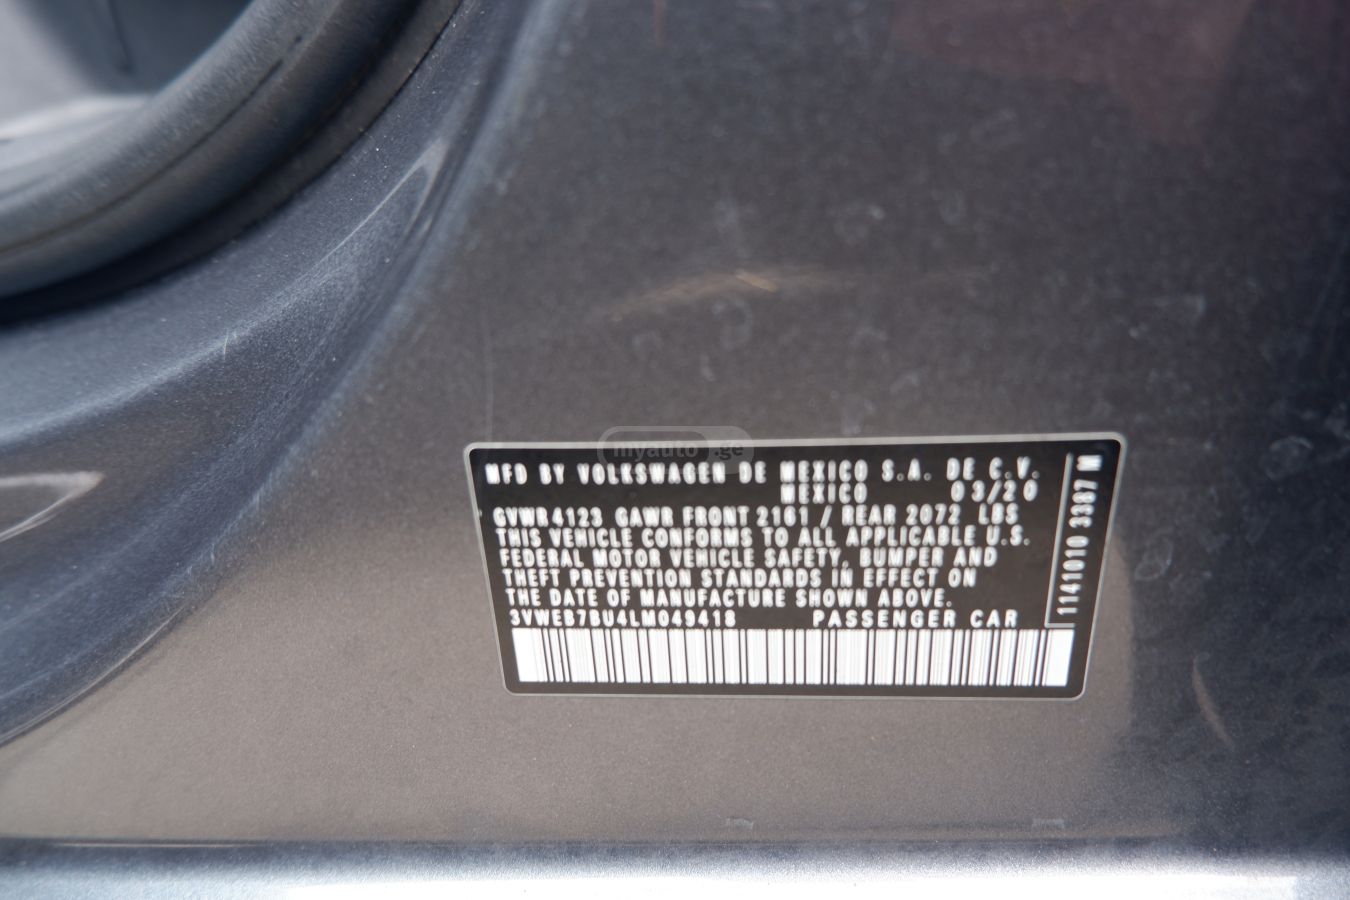 myauto.ge
MFD BY VOLKSWAGEN DE MEXICO S.A. DE C.V.
MEXICO 03/20
GVWR 4123 GAWR FRONT 2161 / REAR 2072 LBS
THIS VEHICLE CONFORMS TO ALL APPLICABLE U.S.
FEDERAL MOTOR VEHICLE SAFETY, BUMPER AND
THEFT PREVENTION STANDARDS IN EFFECT ON
THE DATE OF MANUFACTURE SHOWN ABOVE.
3VWEB7BU4LM049418 PASSENGER CAR
1141010 3387 M